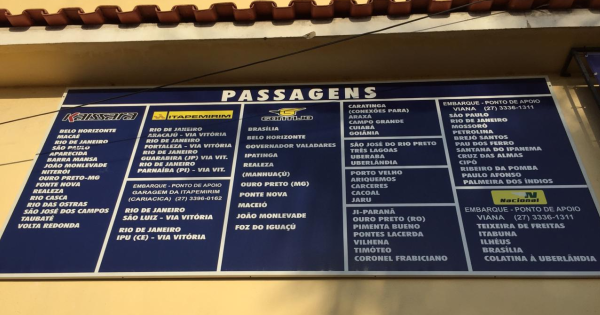 PASSAGENS
Kaissara
BELO HORIZONTE
MACAÉ
RIO DE JANEIRO
SÃO PAULO
APARECIDA
BARRA MANSA
JOÃO MONLEVADE
NITERÓI
OURO PRETO-MG
FONTE NOVA
REALEZA
RIO CASCA
RIO DAS OSTRAS
SÃO JOSÉ DOS CAMPOS
TAUBATÉ
VOLTA REDONDA
ITAPEMIRIM
RIO DE JANEIRO
ARACAJÚ - VIA VITÓRIA
RIO DE JANEIRO
FORTALEZA - VIA VITÓRIA
RIO DE JANEIRO
GUARABIRA (JP) VIA VIT.
RIO DE JANEIRO
PARNAÍBA (PI) - VIA VIT.
EMBARQUE - PONTO DE APOIO
GARAGEM DA ITAPEMIRIM
(CARIACICA) (27) 3396-0162
RIO DE JANEIRO
SÃO LUIZ - VIA VITÓRIA
RIO DE JANEIRO
IPU (CE) - VIA VITÓRIA
GONTIJO
BRASÍLIA
BELO HORIZONTE
GOVERNADOR VALADARES
IPATINGA
REALEZA
(MANHUAÇÚ)
OURO PRETO (MG)
PONTE NOVA
MACEIÓ
JOÃO MONLEVADE
FOZ DO IGUAÇÚ
CARATINGA
(CONEXÕES PARA)
ARAXA
CAMPO GRANDE
CUIABÁ
GOIÂNIA
SÃO JOSÉ DO RIO PRETO
TRÊS LAGOAS
UBERABA
UBERLÂNDIA
PORTO VELHO
ARIQUEMOS
CARCERES
CACOAL
JARU
JI-PARANÁ
OURO PRETO (RO)
PIMENTA BUENO
PONTES LACERDA
VILHENA
TIMÓTEO
CORONEL FRABICIANO
EMBARQUE - PONTO DE APOIO
VIANA (27) 3336-1311
SÃO PAULO
RIO DE JANEIRO
MOSSORÓ
PETROLINA
BREJO SANTOS
PAU DOS FERRO
SANTANA DO IPANEMA
CRUZ DAS ALMAS
CIPÓ
RIBEIRA DO POMBA
PAULO AFONSO
PALMEIRA DOS ÍNDIOS
Nacional
EMBARQUE - PONTO DE APOIO
VIANA (27) 3336-1311
TEIXEIRA DE FREITAS
ITABUNA
ILHÉUS
BRASÍLIA
COLATINA À UBERLÂNDIA